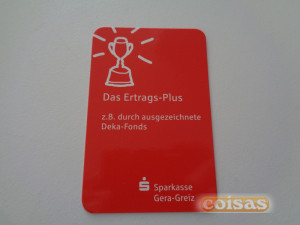 Das Ertrags-Plus
z.B. durch ausgezeichnete
Deka-Fonds
Sparkasse
Gera-Greiz
coisas